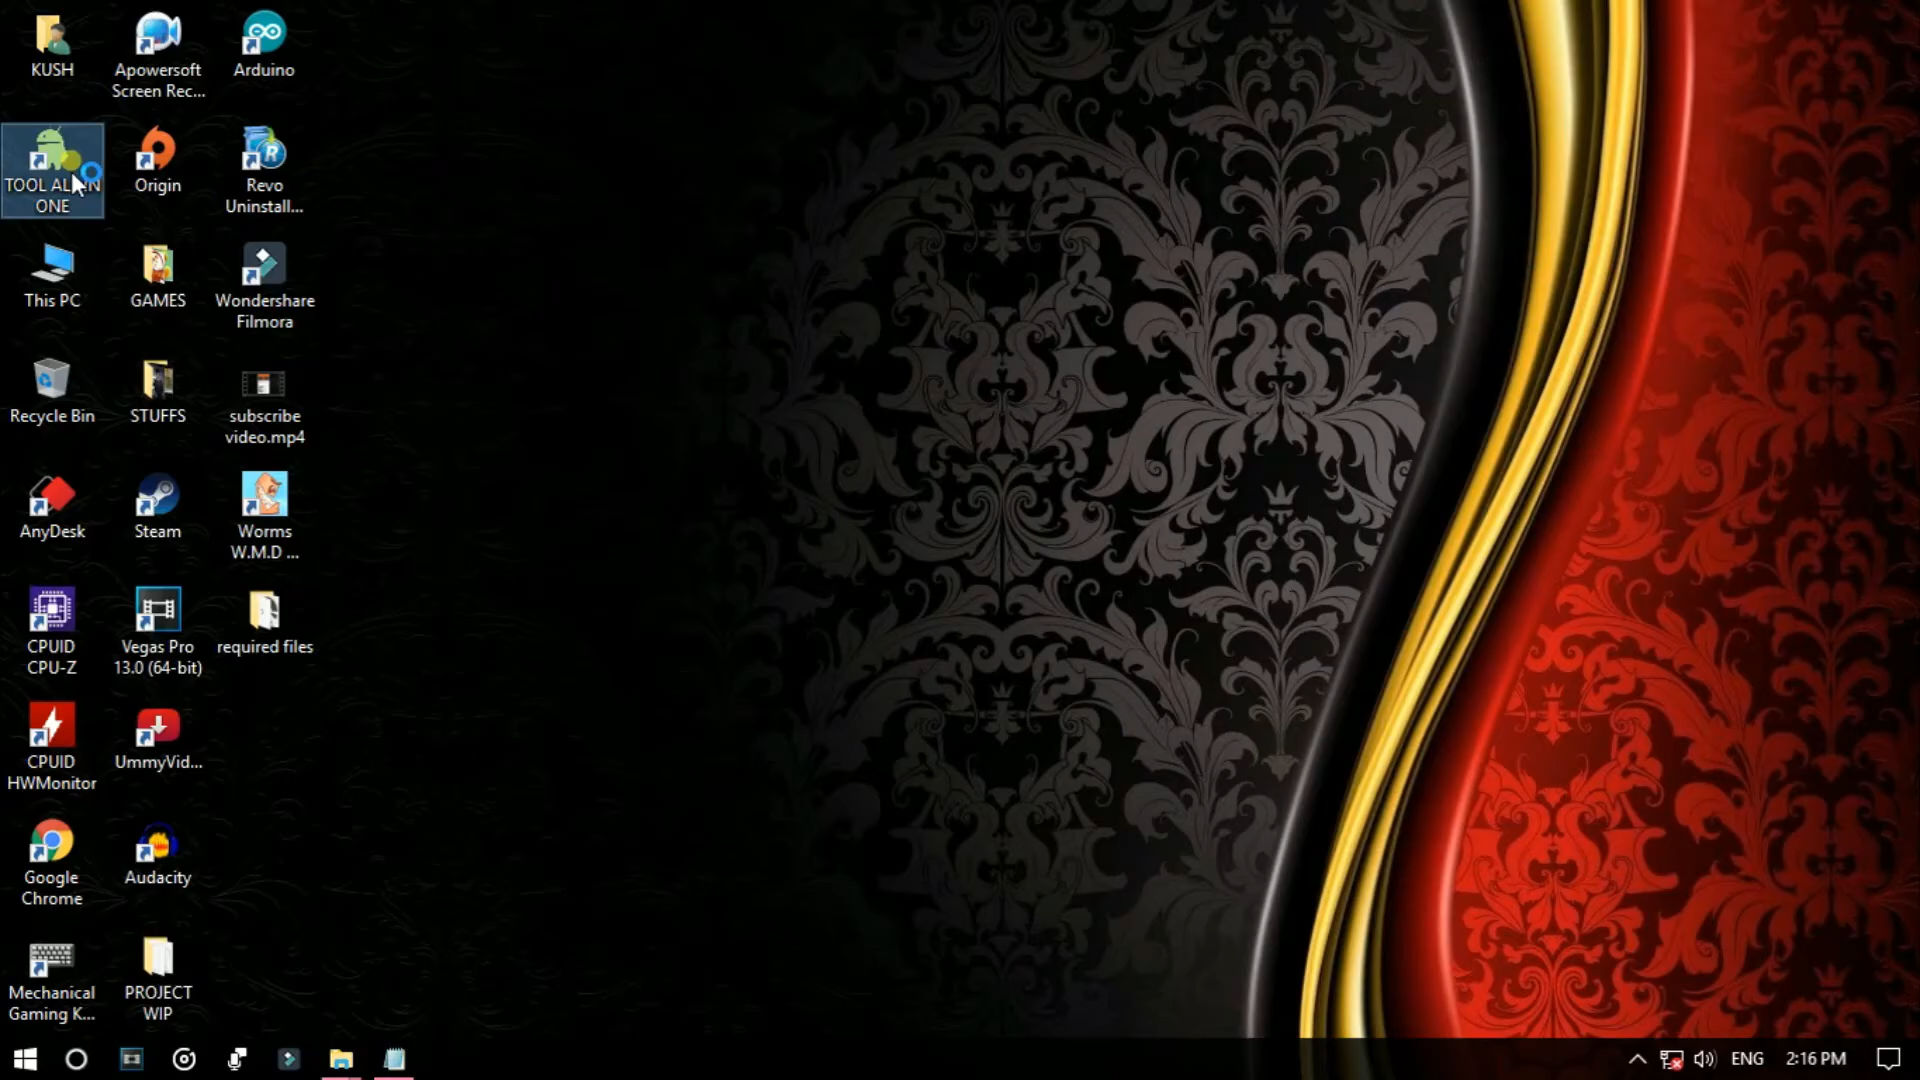 KUSH
Apowersoft
Screen Rec...
Arduino
TOOL ALL IN
ONE
Origin
Revo
Uninstall...
This PC
GAMES
Wondershare
Filmora
Recycle Bin
STUFFS
subscribe
video.mp4
AnyDesk
Steam
Worms
W.M.D ...
CPUID
CPU-Z
Vegas Pro
13.0 (64-bit)
required files
CPUID
HWMonitor
UmmyVid...
Google
Chrome
Audacity
Mechanical
Gaming K...
PROJECT
WIP
ENG
2:16 PM